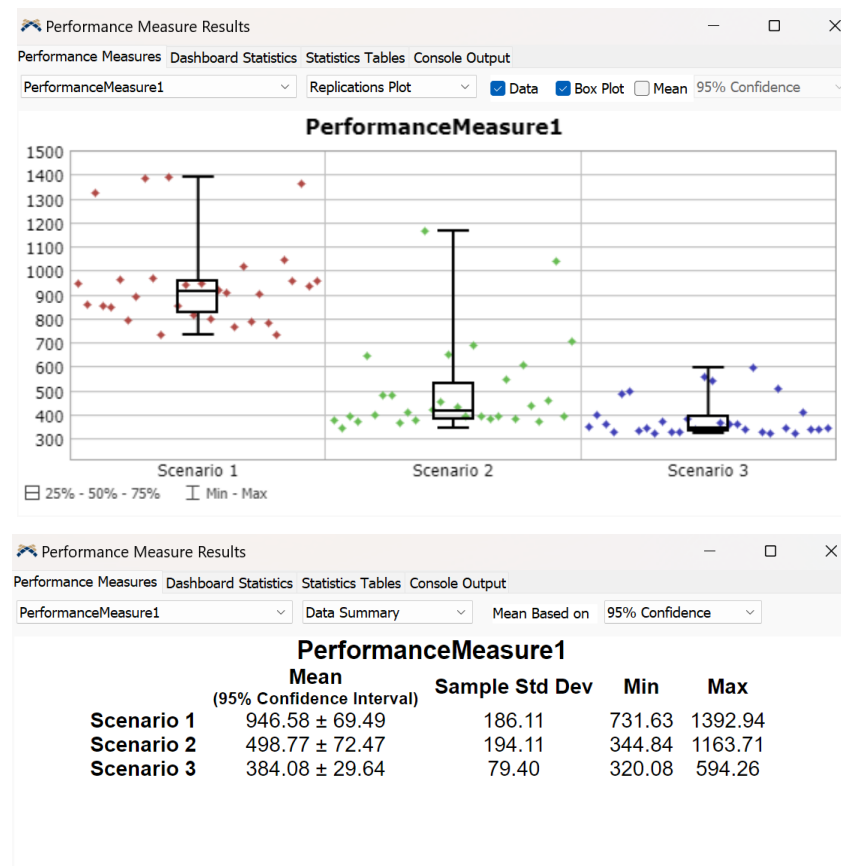 Performance Measure Results
Performance Measures Dashboard Statistics Statistics Tables Console Output
PerformanceMeasure1 Replications Plot Data Box Plot Mean 95% Confidence
PerformanceMeasure1
1500
1400
1300
1200
1100
1000
900
800
700
600
500
400
300
Scenario 1 Scenario 2 Scenario 3
25% - 50% - 75% Min - Max
Performance Measure Results
Performance Measures Dashboard Statistics Statistics Tables Console Output
PerformanceMeasure1 Data Summary Mean Based on 95% Confidence
PerformanceMeasure1
Mean
(95% Confidence Interval) Sample Std Dev Min Max
Scenario 1 946.58 ± 69.49 186.11 731.63 1392.94
Scenario 2 498.77 ± 72.47 194.11 344.84 1163.71
Scenario 3 384.08 ± 29.64 79.40 320.08 594.26